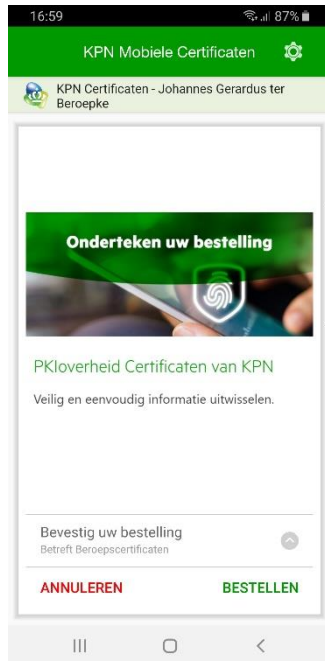 16:59
87%
KPN Mobiele Certificaten
KPN Certificaten - Johannes Gerardus ter
Beroepke
Onderteken uw bestelling
PKIoverheid Certificaten van KPN
Veilig en eenvoudig informatie uitwisselen.
Bevestig uw bestelling
Betreft Beroepscertificaten
ANNULEREN
BESTELLEN